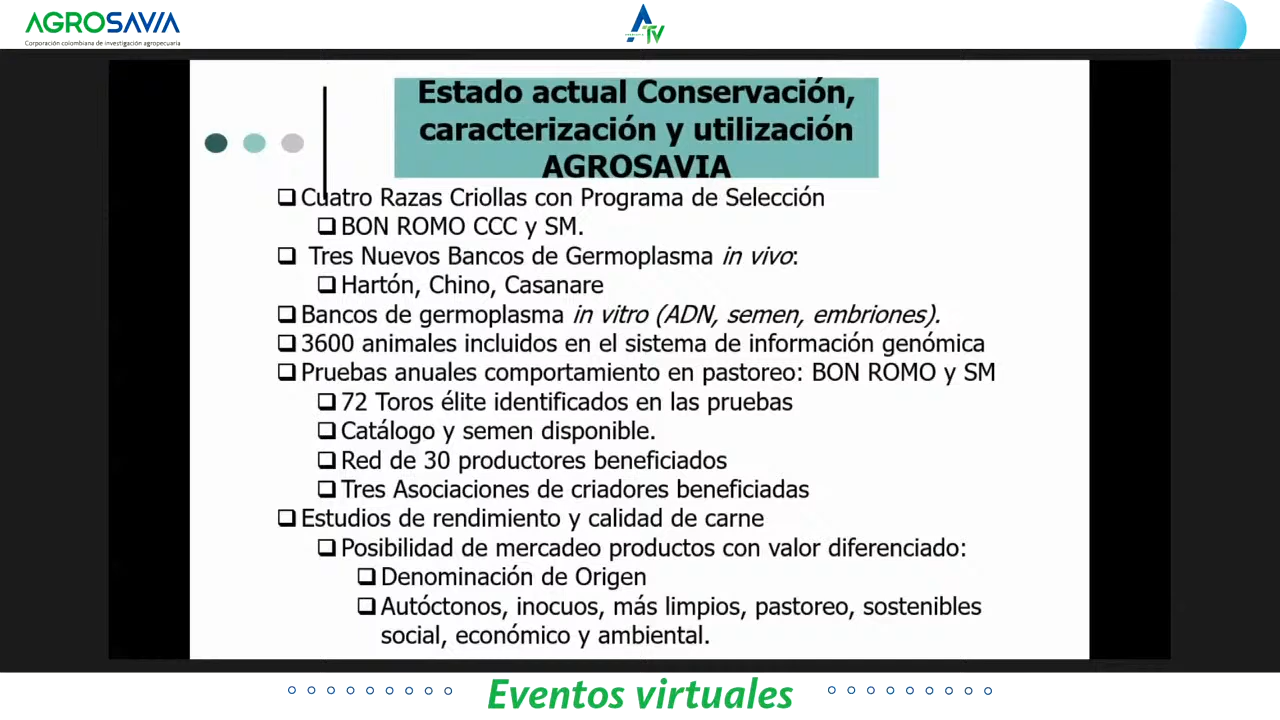 AGROSAVIA
Corporación colombiana de investigación agropecuaria
ATV
Estado actual Conservación,
caracterización y utilización
AGROSAVIA
❑Cuatro Razas Criollas con Programa de Selección
❑BON ROMO CCC y SM.
❑ Tres Nuevos Bancos de Germoplasma in vivo:
❑Hartón, Chino, Casanare
❑Bancos de germoplasma in vitro (ADN, semen, embriones).
❑3600 animales incluidos en el sistema de información genómica
❑Pruebas anuales comportamiento en pastoreo: BON ROMO y SM
❑72 Toros élite identificados en las pruebas
❑Catálogo y semen disponible.
❑Red de 30 productores beneficiados
❑Tres Asociaciones de criadores beneficiadas
❑Estudios de rendimiento y calidad de carne
❑Posibilidad de mercadeo productos con valor diferenciado:
❑Denominación de Origen
❑Autóctonos, inocuos, más limpios, pastoreo, sostenibles
social, económico y ambiental.
Eventos virtuales